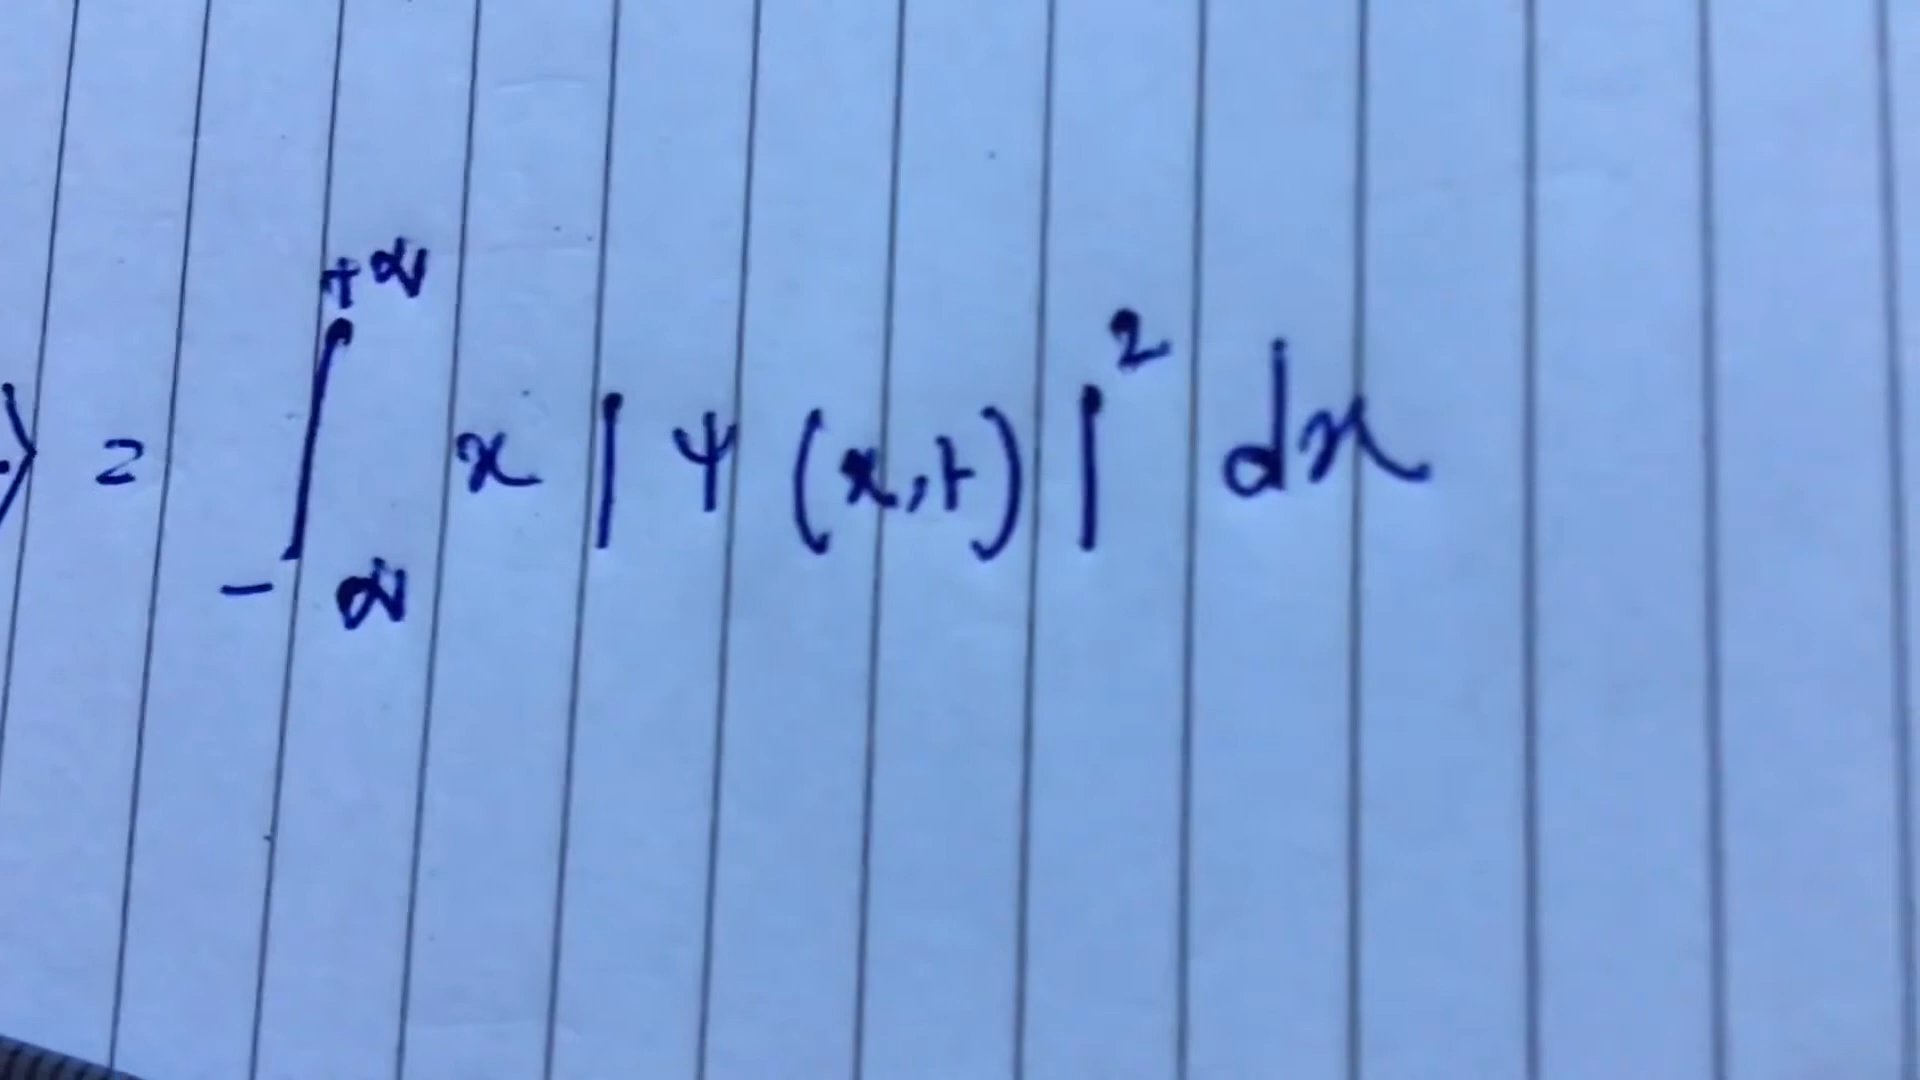 ⟩ = ∫_{-∞}^{+∞} x |ψ(x,t)|² dx